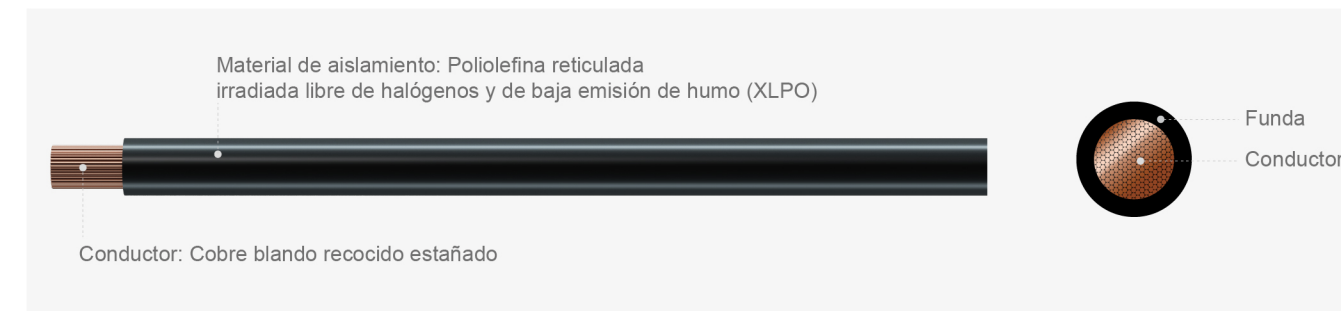 Material de aislamiento: Poliolefina reticulada
irradiada libre de halógenos y de baja emisión de humo (XLPO)
Funda
Conductor
Conductor: Cobre blando recocido estañado